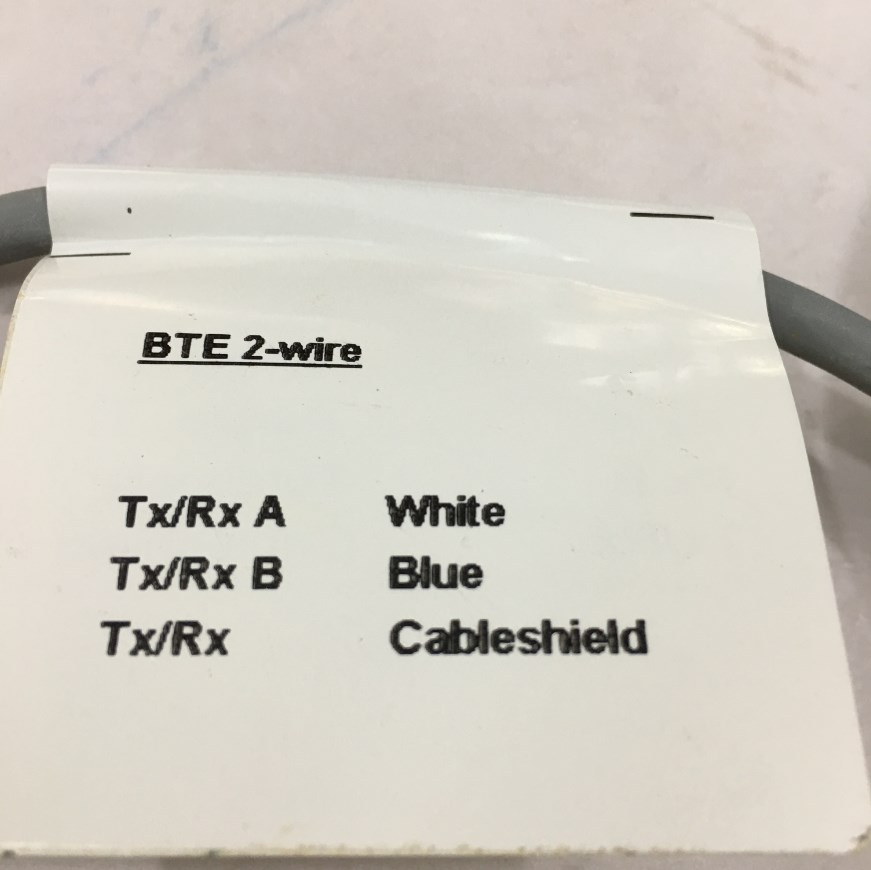 BTE 2-wire
Tx/Rx A White
Tx/Rx B Blue
Tx/Rx Cableshield